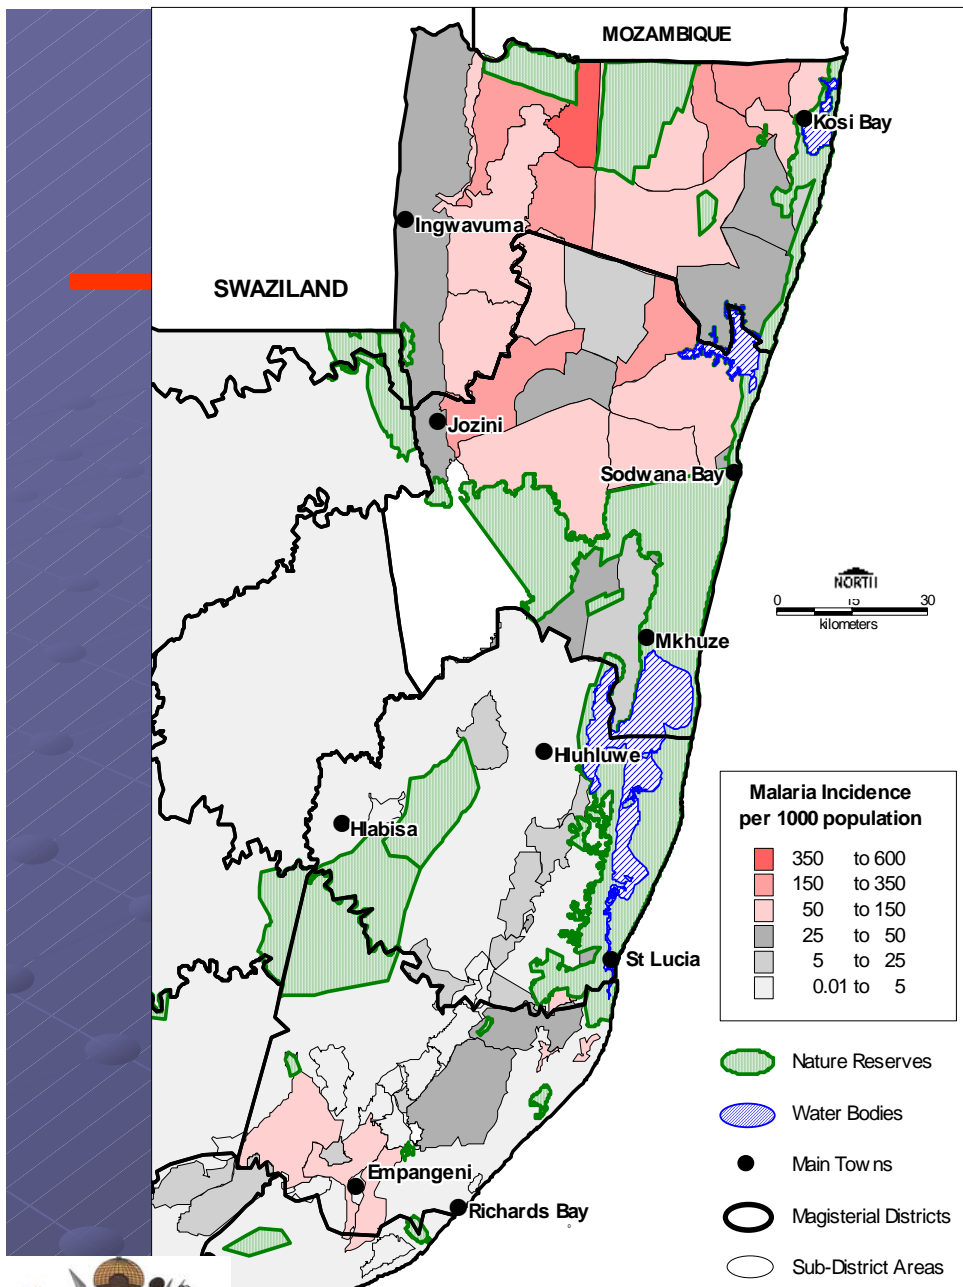 MOZAMBIQUE
Kosi Bay
Ingwavuma
SWAZILAND
Jozini
Sodwana Bay
NORTH
0 15 30
kilometers
Mkhuze
Hluhluwe
Hlabisa
St Lucia
Empangeni
Richards Bay
Malaria Incidence
per 1000 population
350 to 600
150 to 350
50 to 150
25 to 50
5 to 25
0.01 to 5
Nature Reserves
Water Bodies
Main Towns
Magisterial Districts
Sub-District Areas